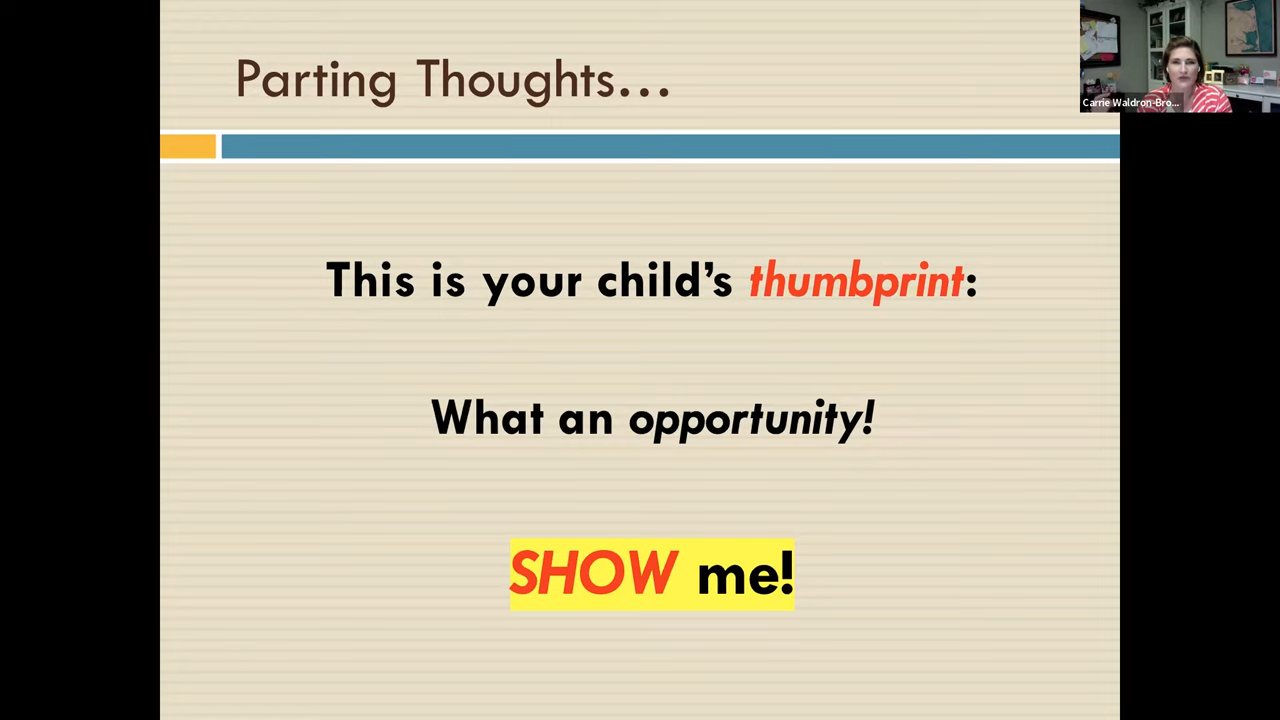 Parting Thoughts...
Carrie Waldron-Bro...
This is your child's thumbprint:
What an opportunity!
SHOW me!